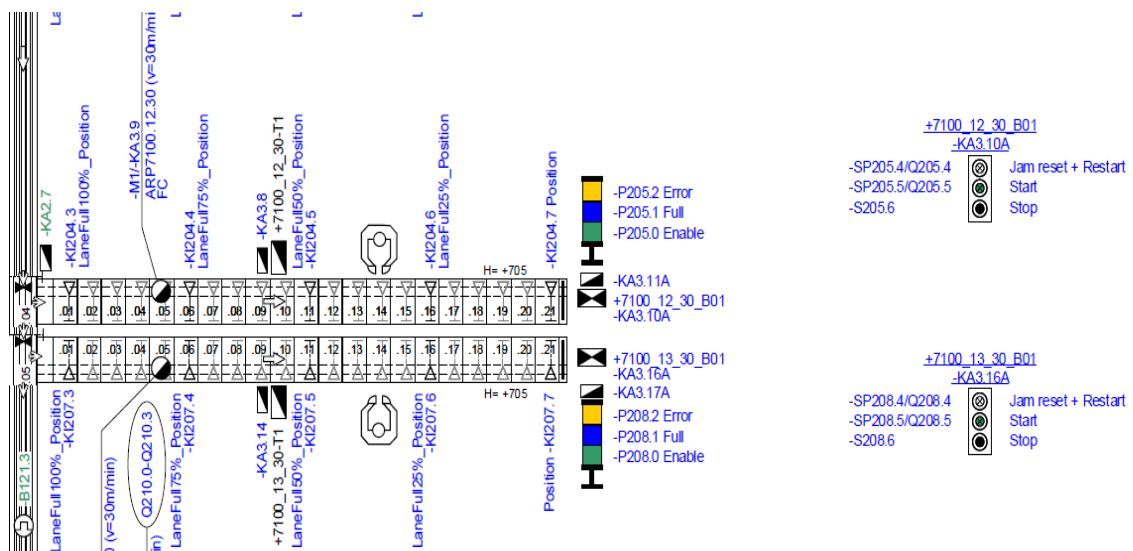 -KA2.7
-KI204.3
LaneFull100%_Position
-M1/-KA3.9
ARP7100.12.30 (v=30m/mi
FC
-KI204.4
LaneFull75%_Position
-KA3.8
+7100_12_30-T1
LaneFull50%_Position
-KI204.5
-KI204.6
LaneFull25%_Position
-KI204.7 Position
H= +705
.04
.01 .02 .03 .04 .05 .06 .07 .08 .09 .10 .11 .12 .13 .14 .15 .16 .17 .18 .19 .20 .21
.05
.01 .02 .03 .04 .05 .06 .07 .08 .09 .10 .11 .12 .13 .14 .15 .16 .17 .18 .19 .20 .21
H= +705
-B121.3
LaneFull100%_Position
-KI207.3
0 (v=30m/min)
Q210.0-Q210.3
in)
LaneFull75%_Position
-KI207.4
-KA3.14
+7100_13_30-T1
LaneFull50%_Position
-KI207.5
LaneFull25%_Position
-KI207.6
Position -KI207.7
-P205.2 Error
-P205.1 Full
-P205.0 Enable
-KA3.11A
+7100_12_30_B01
-KA3.10A
+7100_13_30_B01
-KA3.16A
-KA3.17A
-P208.2 Error
-P208.1 Full
-P208.0 Enable
+7100_12_30_B01
-KA3.10A
-SP205.4/Q205.4 Jam reset + Restart
-SP205.5/Q205.5 Start
-S205.6 Stop
+7100_13_30_B01
-KA3.16A
-SP208.4/Q208.4 Jam reset + Restart
-SP208.5/Q208.5 Start
-S208.6 Stop